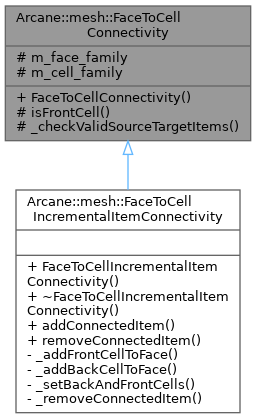 Arcane::mesh::FaceToCell
Connectivity
# m_face_family
# m_cell_family
+ FaceToCellConnectivity()
# isFrontCell()
# _checkValidSourceTargetItems()
Arcane::mesh::FaceToCell
IncrementalItemConnectivity
+ FaceToCellIncrementalItem
Connectivity()
+ ~FaceToCellIncrementalItem
Connectivity()
+ addConnectedItem()
+ removeConnectedItem()
- _addFrontCellToFace()
- _addBackCellToFace()
- _setBackAndFrontCells()
- _removeConnectedItem()